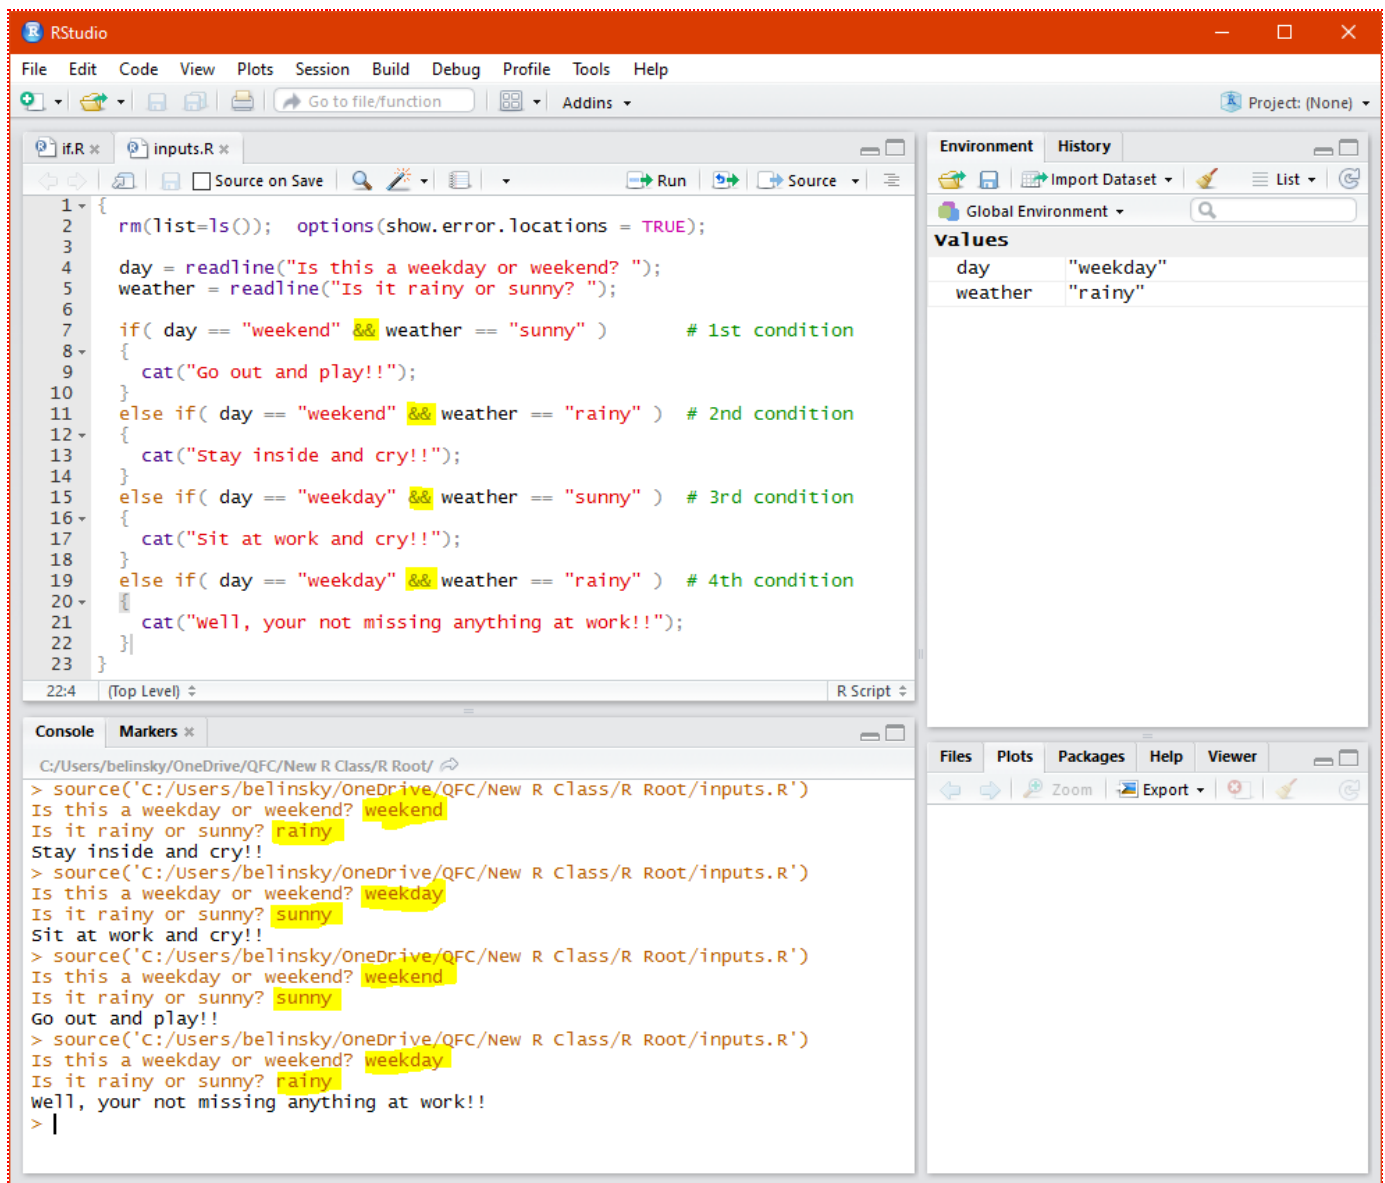 RStudio
File Edit Code View Plots Session Build Debug Profile Tools Help
Go to file/function Addins Project: (None)
if.R inputs.R
Source on Save Run Source
1 {
2 rm(list=ls()); options(show.error.locations = TRUE);
3
4 day = readline("Is this a weekday or weekend? ");
5 weather = readline("Is it rainy or sunny? ");
6
7 if( day == "weekend" && weather == "sunny" ) # 1st condition
8 {
9 cat("Go out and play!!");
10 }
11 else if( day == "weekend" && weather == "rainy" ) # 2nd condition
12 {
13 cat("Stay inside and cry!!");
14 }
15 else if( day == "weekday" && weather == "sunny" ) # 3rd condition
16 {
17 cat("Sit at work and cry!!");
18 }
19 else if( day == "weekday" && weather == "rainy" ) # 4th condition
20 {
21 cat("Well, your not missing anything at work!!");
22 }
23 }
22:4 (Top Level) R Script
Console Markers
C:/Users/belinsky/OneDrive/QFC/New R Class/R Root/
> source('C:/Users/belinsky/OneDrive/QFC/New R Class/R Root/inputs.R')
Is this a weekday or weekend? weekend
Is it rainy or sunny? rainy
Stay inside and cry!!
> source('C:/Users/belinsky/OneDrive/QFC/New R Class/R Root/inputs.R')
Is this a weekday or weekend? weekday
Is it rainy or sunny? sunny
Sit at work and cry!!
> source('C:/Users/belinsky/OneDrive/QFC/New R Class/R Root/inputs.R')
Is this a weekday or weekend? weekend
Is it rainy or sunny? sunny
Go out and play!!
> source('C:/Users/belinsky/OneDrive/QFC/New R Class/R Root/inputs.R')
Is this a weekday or weekend? weekday
Is it rainy or sunny? rainy
Well, your not missing anything at work!!
>
Environment History
Import Dataset List
Global Environment
Values
day "weekday"
weather "rainy"
Files Plots Packages Help Viewer
Zoom Export